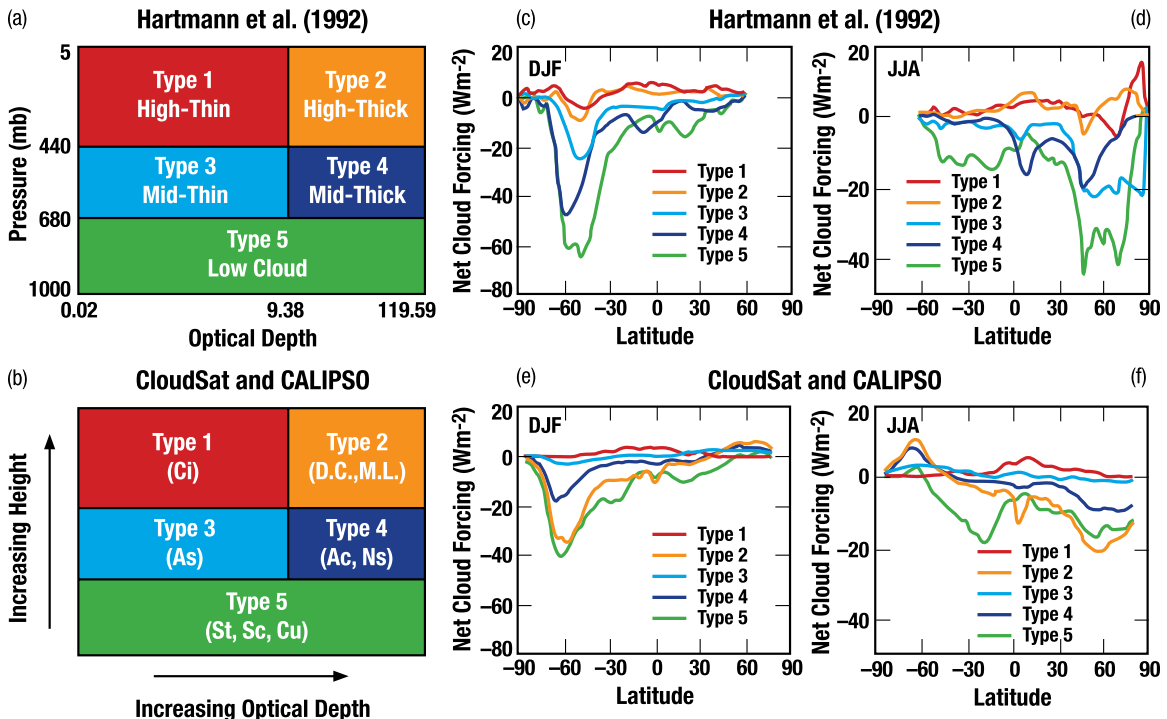 (a)
Hartmann et al. (1992)
5
440
680
1000
Pressure (mb)
Type 1
High-Thin
Type 2
High-Thick
Type 3
Mid-Thin
Type 4
Mid-Thick
Type 5
Low Cloud
0.02
9.38
119.59
Optical Depth
(b)
CloudSat and CALIPSO
Increasing Height
Type 1
(Ci)
Type 2
(D.C.,M.L.)
Type 3
(As)
Type 4
(Ac, Ns)
Type 5
(St, Sc, Cu)
Increasing Optical Depth
(c)
Hartmann et al. (1992)
(d)
Net Cloud Forcing (Wm-2)
20
0
−20
−40
−60
−80
DJF
Type 1
Type 2
Type 3
Type 4
Type 5
−90
−60
−30
0
30
60
90
Latitude
Net Cloud Forcing (Wm-2)
20
0
−20
−40
JJA
Type 1
Type 2
Type 3
Type 4
Type 5
−90
−60
−30
0
30
60
90
Latitude
(e)
CloudSat and CALIPSO
(f)
Net Cloud Forcing (Wm-2)
20
0
−20
−40
−60
−80
DJF
Type 1
Type 2
Type 3
Type 4
Type 5
−90
−60
−30
0
30
60
90
Latitude
Net Cloud Forcing (Wm-2)
20
0
−20
−40
JJA
Type 1
Type 2
Type 3
Type 4
Type 5
−90
−60
−30
0
30
60
90
Latitude